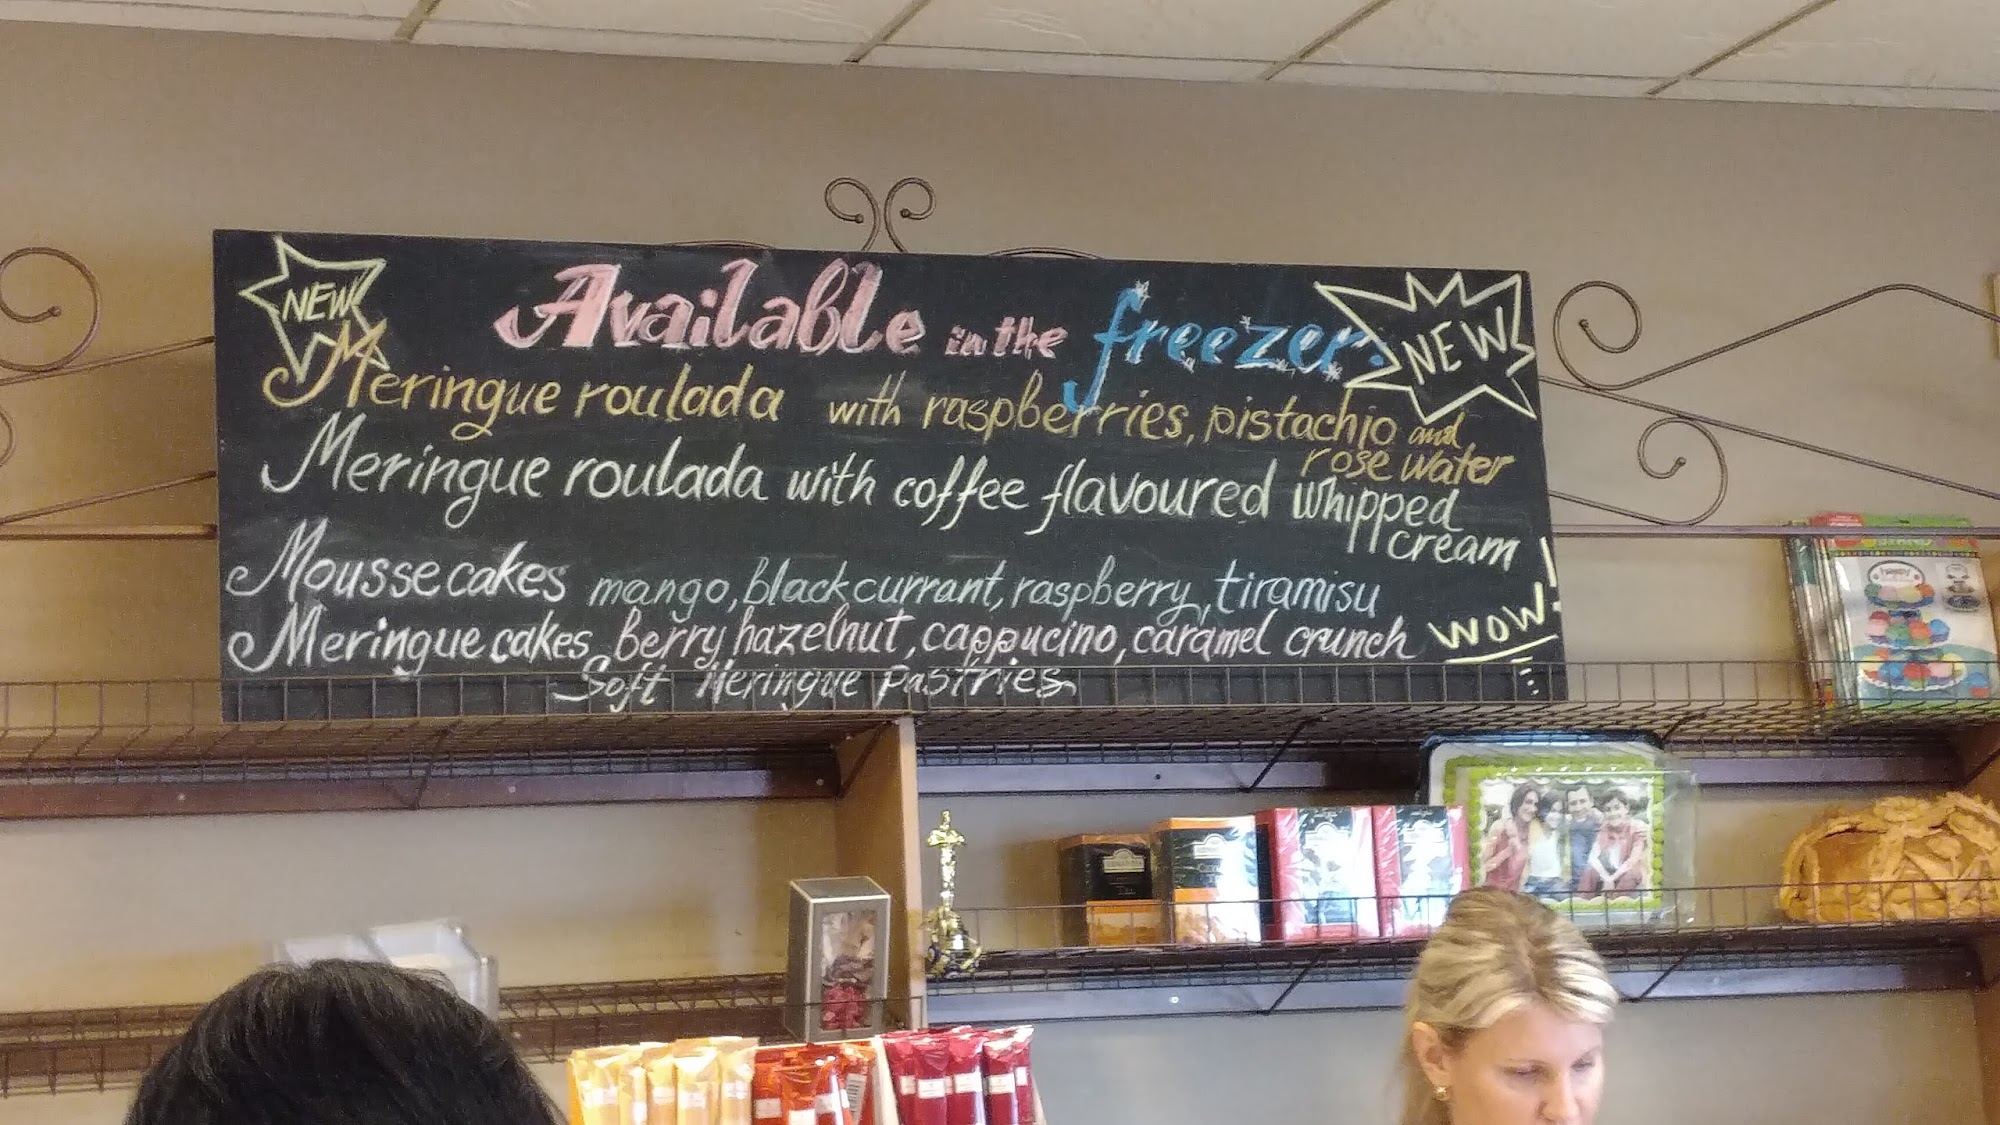 NEW
Available in the freezer:
NEW
Meringue roulada with raspberries, pistachio and
rose water
Meringue roulada with coffee flavoured whipped
cream
Mousse cakes mango, black currant, raspberry, tiramisu
Meringue cakes berry hazelnut, cappucino, caramel crunch
WOW!
Soft Meringue pastries